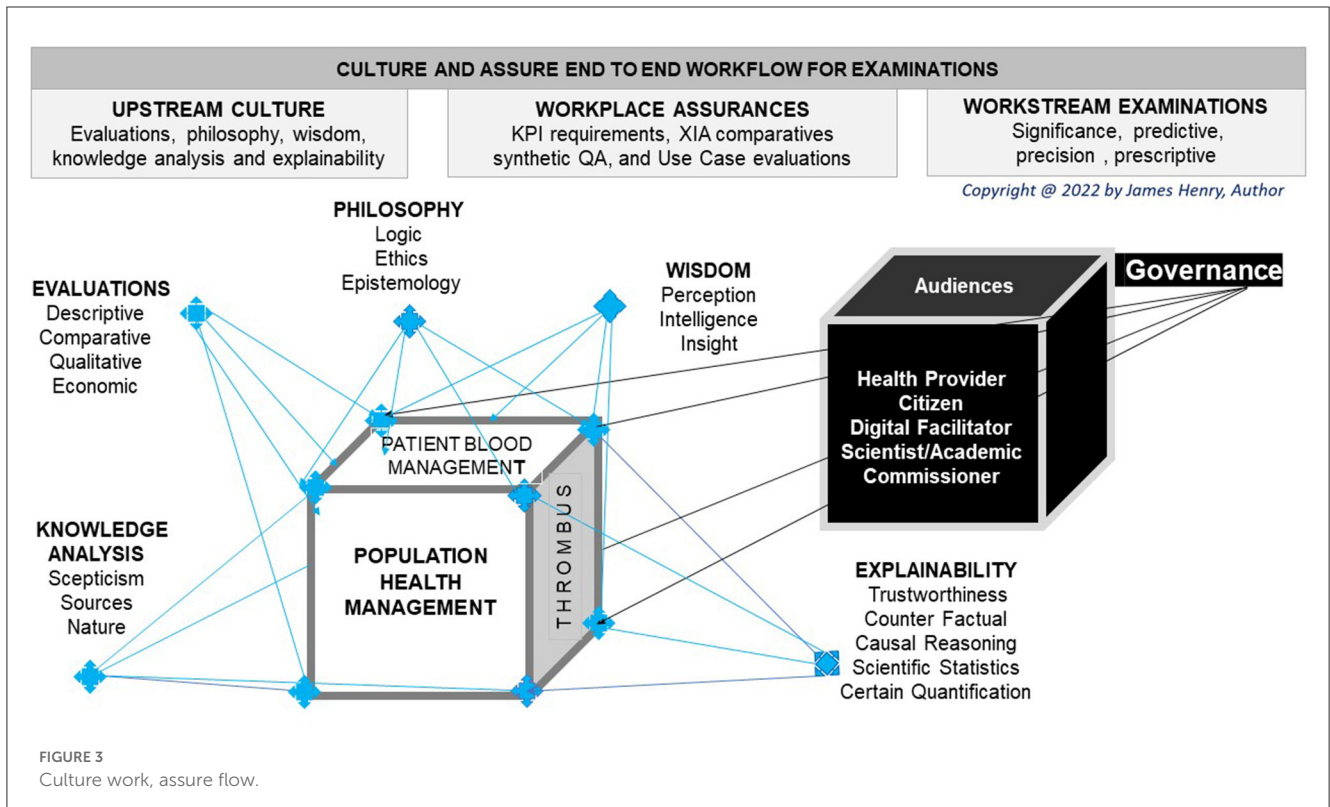 CULTURE AND ASSURE END TO END WORKFLOW FOR EXAMINATIONS
UPSTREAM CULTURE
Evaluations, philosophy, wisdom,
knowledge analysis and explainability
WORKPLACE ASSURANCES
KPI requirements, XIA comparatives
synthetic QA, and Use Case evaluations
WORKSTREAM EXAMINATIONS
Significance, predictive,
precision , prescriptive
Copyright @ 2022 by James Henry, Author
PHILOSOPHY
Logic
Ethics
Epistemology
EVALUATIONS
Descriptive
Comparative
Qualitative
Economic
WISDOM
Perception
Intelligence
Insight
Governance
Audiences
Health Provider
Citizen
Digital Facilitator
Scientist/Academic
Commissioner
PATIENT BLOOD
MANAGEMENT
THROMBUS
POPULATION
HEALTH
MANAGEMENT
KNOWLEDGE
ANALYSIS
Scepticism
Sources
Nature
EXPLAINABILITY
Trustworthiness
Counter Factual
Causal Reasoning
Scientific Statistics
Certain Quantification
FIGURE 3
Culture work, assure flow.